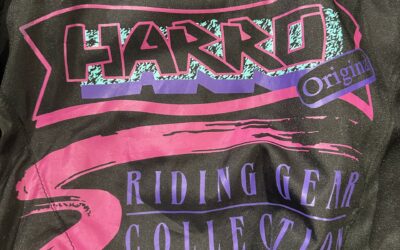 HARRO
Original
RIDING GEAR
COLLECTION